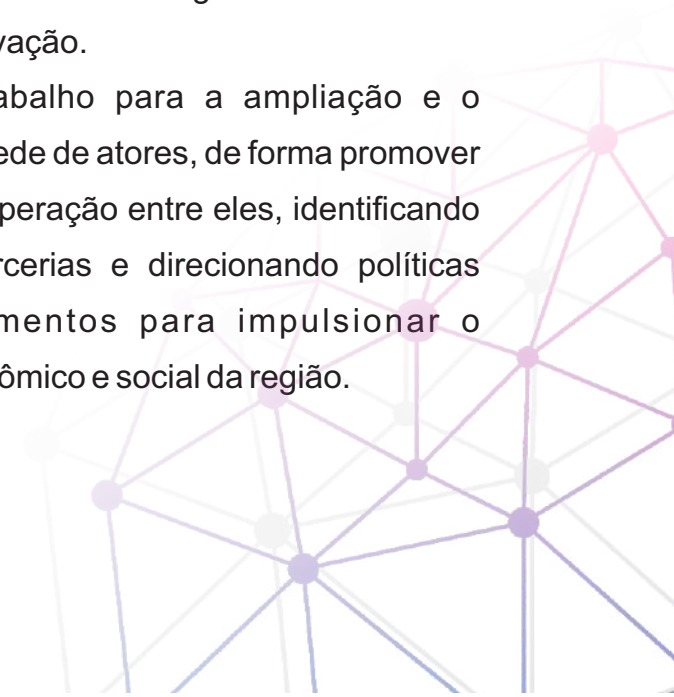 vação.
abalho para a ampliação e o
ede de atores, de forma promover
peração entre eles, identificando
rcerias e direcionando políticas
mentos para impulsionar o
ômico e social da região.